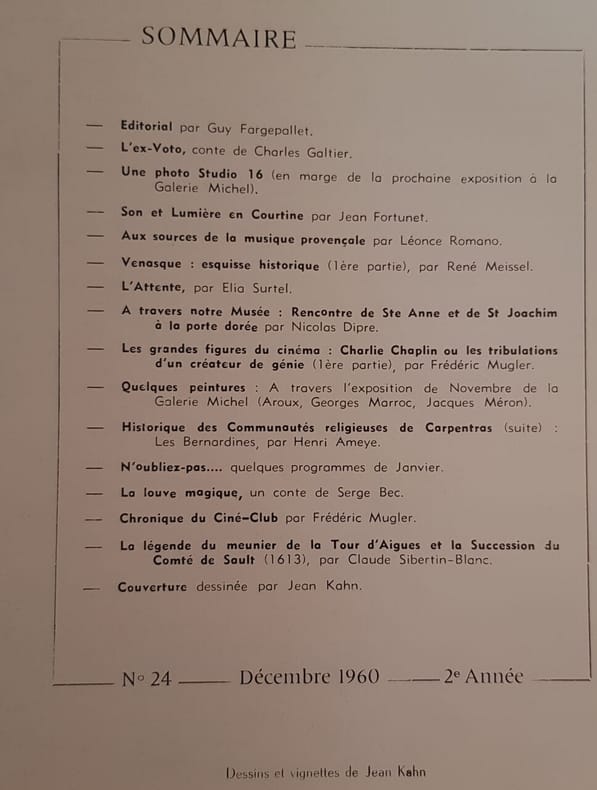 SOMMAIRE
— Editorial par Guy Fargepallet.
— L'ex-Voto, conte de Charles Galtier.
— Une photo Studio 16 (en marge de la prochaine exposition à la
Galerie Michel).
— Son et Lumière en Courtine par Jean Fortunet.
— Aux sources de la musique provençale par Léonce Romano.
— Venasque : esquisse historique (1ère partie), par René Meissel.
— L'Attente, par Elia Surtel.
— A travers notre Musée : Rencontre de Ste Anne et de St Joachim
à la porte dorée par Nicolas Dipre.
— Les grandes figures du cinéma : Charlie Chaplin ou les tribulations
d'un créateur de génie (1ère partie), par Frédéric Mugler.
— Quelques peintures : A travers l'exposition de Novembre de la
Galerie Michel (Aroux, Georges Marroc, Jacques Méron).
— Historique des Communautés religieuses de Carpentras (suite) :
Les Bernardines, par Henri Ameye.
— N'oubliez-pas.... quelques programmes de Janvier.
— La louve magique, un conte de Serge Bec.
— Chronique du Ciné-Club par Frédéric Mugler.
— La légende du meunier de la Tour d'Aigues et la Succession du
Comté de Sault (1613), par Claude Sibertin-Blanc.
— Couverture dessinée par Jean Kahn.
N° 24 — Décembre 1960 — 2e Année
Dessins et vignettes de Jean Kahn